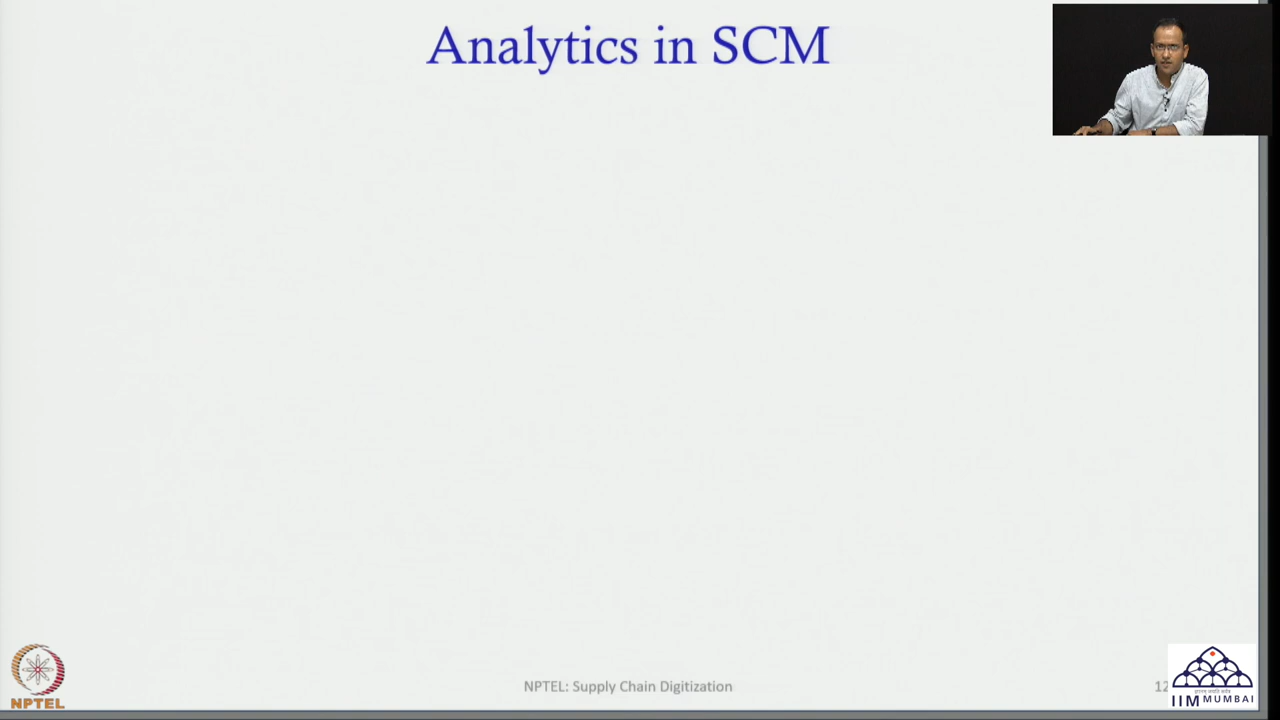 Analytics in SCM
NPTEL
NPTEL: Supply Chain Digitization
12
IIM MUMBAI